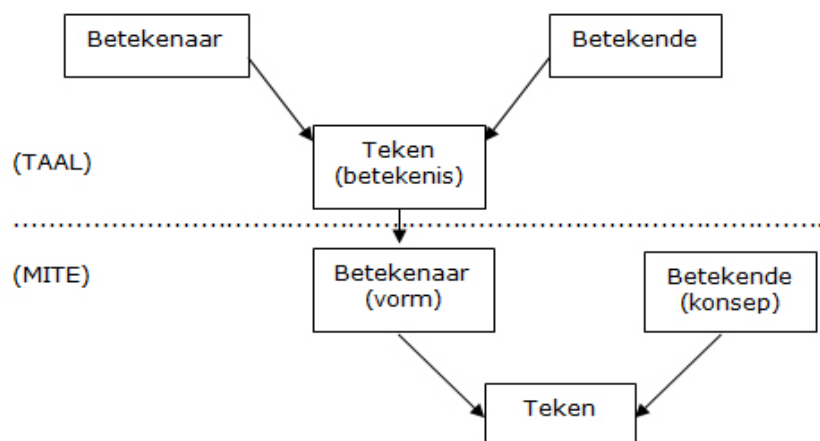 Betekenaar
Betekende
(TAAL)
Teken
(betekenis)
(MITE)
Betekenaar
(vorm)
Betekende
(konsep)
Teken